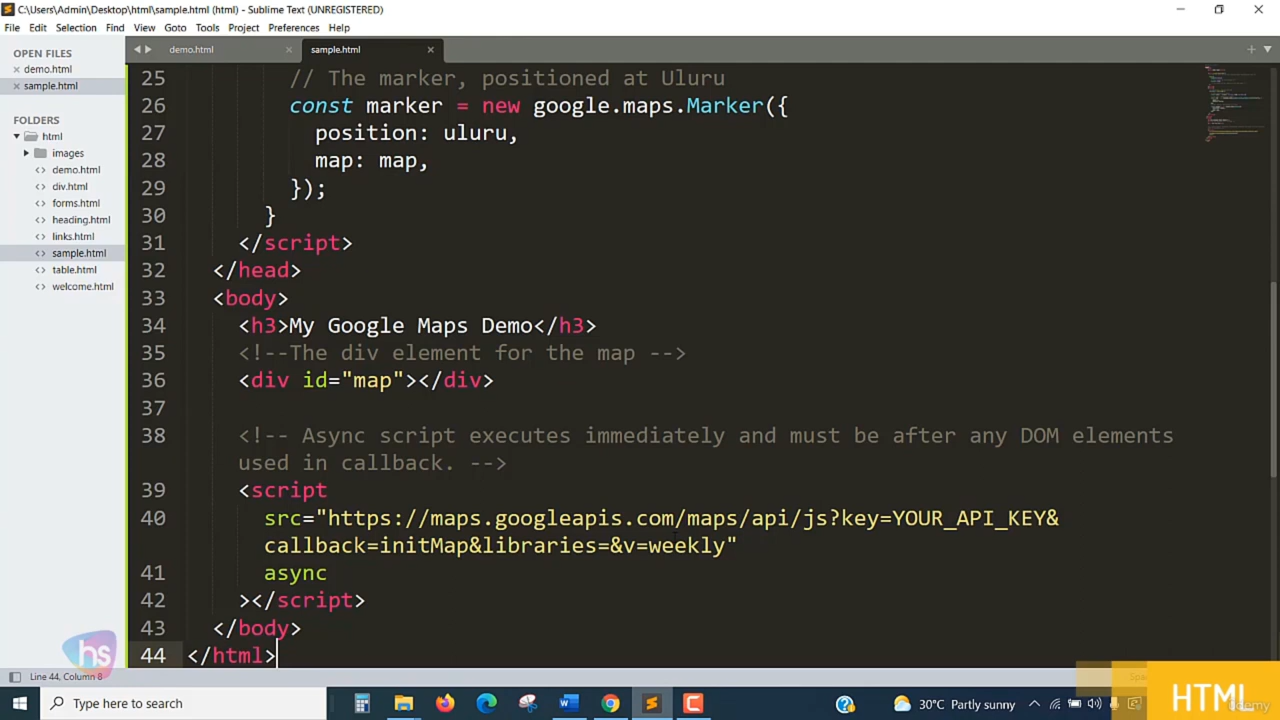 C:\Users\Admin\Desktop\html\sample.html (html) - Sublime Text (UNREGISTERED)
File Edit Selection Find View Goto Tools Project Preferences Help
OPEN FILES
demo.html
sample.html
FOLDERS
html
images
demo.html
div.html
forms.html
heading.html
links.html
sample.html
table.html
welcome.html
demo.html
sample.html
25 // The marker, positioned at Uluru
26 const marker = new google.maps.Marker({
27 position: uluru,
28 map: map,
29 });
30 }
31 </script>
32 </head>
33 <body>
34 <h3>My Google Maps Demo</h3>
35 <!--The div element for the map -->
36 <div id="map"></div>
37
38 <!-- Async script executes immediately and must be after any DOM elements
used in callback. -->
39 <script
40 src="https://maps.googleapis.com/maps/api/js?key=YOUR_API_KEY&
callback=initMap&libraries=&v=weekly"
41 async
42 ></script>
43 </body>
44 </html>
hs
Line 44, Column 8
Type here to search
30°C Partly sunny
HTML
Udemy